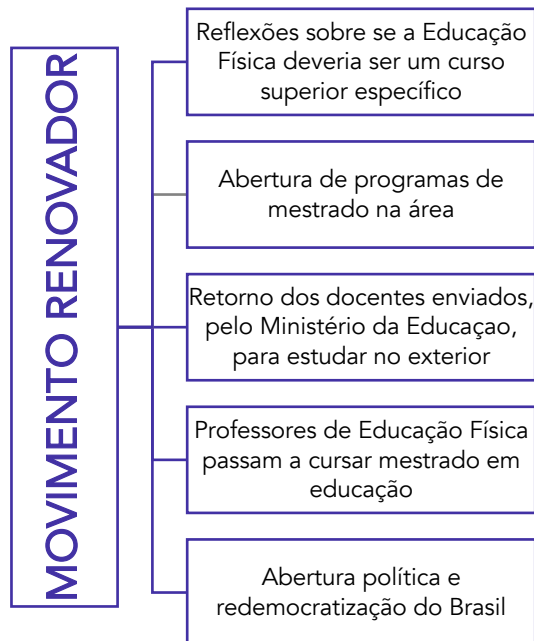 MOVIMENTO RENOVADOR
Reflexões sobre se a Educação
Física deveria ser um curso
superior específico
Abertura de programas de
mestrado na área
Retorno dos docentes enviados,
pelo Ministério da Educaçao,
para estudar no exterior
Professores de Educação Física
passam a cursar mestrado em
educação
Abertura política e
redemocratização do Brasil